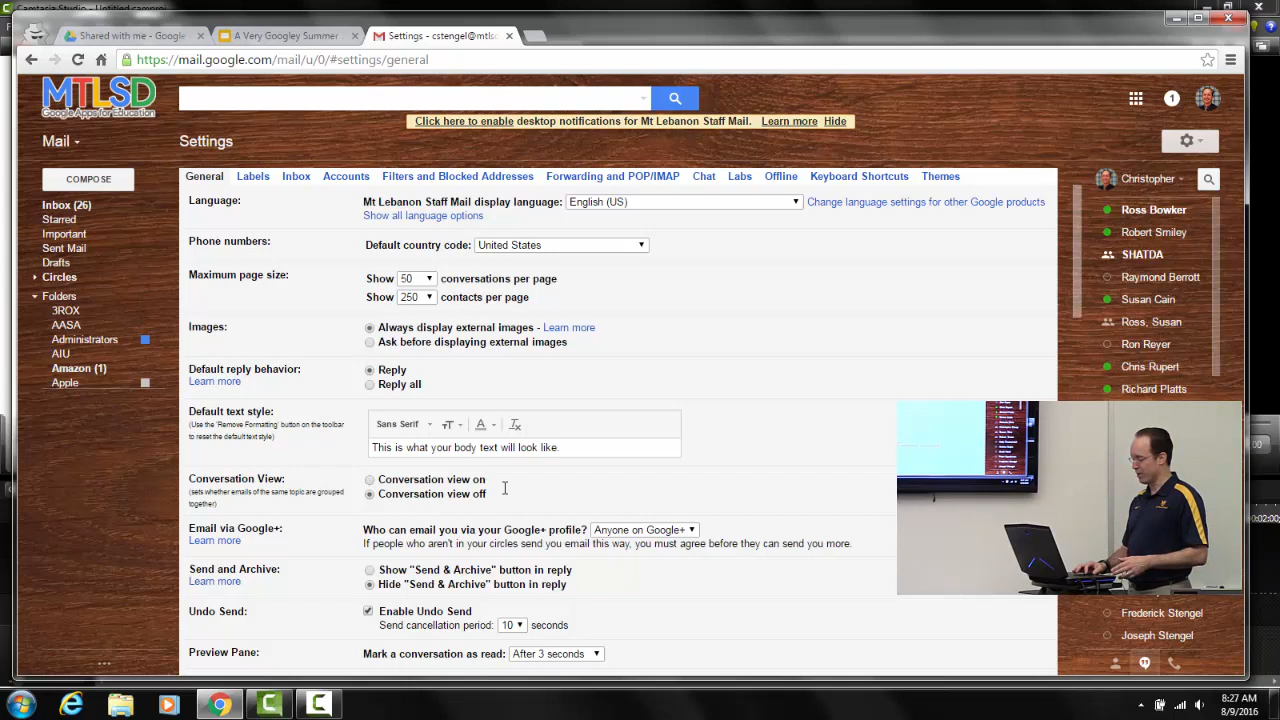 Camtasia Studio - Untitled.camproj
Shared with me - Google
A Very Googley Summer
Settings - cstengel@mtlsc
https://mail.google.com/mail/u/0/#settings/general
MTLSD
Google Apps for Education
1
Click here to enable desktop notifications for Mt Lebanon Staff Mail. Learn more Hide
Mail
Settings
COMPOSE
General Labels Inbox Accounts Filters and Blocked Addresses Forwarding and POP/IMAP Chat Labs Offline Keyboard Shortcuts Themes
Christopher
Inbox (26)
Starred
Important
Sent Mail
Drafts
Circles
Folders
3ROX
AASA
Administrators
AIU
Amazon (1)
Apple
Language:
Mt Lebanon Staff Mail display language: English (US) Change language settings for other Google products
Show all language options
Phone numbers:
Default country code: United States
Maximum page size:
Show 50 conversations per page
Show 250 contacts per page
Images:
Always display external images - Learn more
Ask before displaying external images
Default reply behavior:
Learn more
Reply
Reply all
Default text style:
(Use the 'Remove Formatting' button on the toolbar
to reset the default text style)
Sans Serif
This is what your body text will look like.
Conversation View:
(sets whether emails of the same topic are grouped
together)
Conversation view on
Conversation view off
Email via Google+:
Learn more
Who can email you via your Google+ profile? Anyone on Google+
If people who aren't in your circles send you email this way, you must agree before they can send you more.
Send and Archive:
Learn more
Show "Send & Archive" button in reply
Hide "Send & Archive" button in reply
Undo Send:
Enable Undo Send
Send cancellation period: 10 seconds
Preview Pane:
Mark a conversation as read: After 3 seconds
Ross Bowker
Robert Smiley
SHATDA
Raymond Berrott
Susan Cain
Ross, Susan
Ron Reyer
Chris Rupert
Richard Platts
Frederick Stengel
Joseph Stengel
8:27 AM
8/9/2016